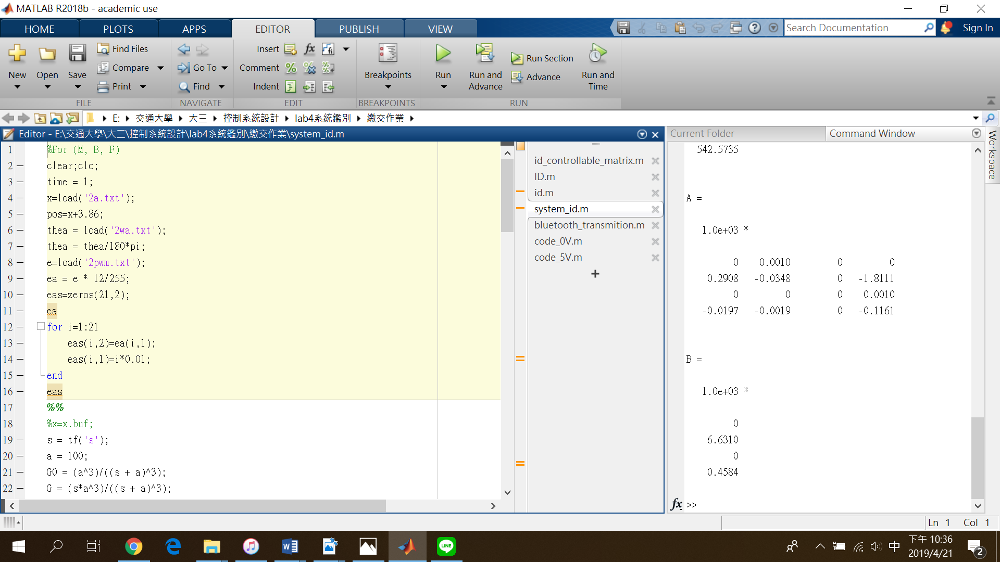 MATLAB R2018b - academic use
HOME PLOTS APPS EDITOR PUBLISH VIEW Search Documentation Sign In
Find Files Insert fx
New Open Save Compare Go To Comment Breakpoints Run Run and Advance Run Section Advance Run and Time
Print Find Indent
FILE NAVIGATE EDIT BREAKPOINTS RUN
E: 交通大學 大三 控制系統設計 lab4系統鑑別 繳交作業
Editor - E:\交通大學\大三\控制系統設計\lab4系統鑑別\繳交作業\system_id.m
1 %For (M, B, F)
2 clear;clc;
3 time = 1;
4 x=load('2a.txt');
5 pos=x+3.86;
6 thea = load('2wa.txt');
7 thea = thea/180*pi;
8 e=load('2pwm.txt');
9 ea = e * 12/255;
10 eas=zeros(21,2);
11 ea
12 for i=1:21
13 eas(i,2)=ea(i,1);
14 eas(i,1)=i*0.01;
15 end
16 eas
17 %%
18 %x=x.buf;
19 s = tf('s');
20 a = 100;
21 G0 = (a^3)/((s + a)^3);
22 G = (s*a^3)/((s + a)^3);
id_controllable_matrix.m
ID.m
id.m
system_id.m
bluetooth_transmition.m
code_0V.m
code_5V.m
Current Folder
Command Window
Workspace
542.5735
A =
1.0e+03 *
0 0.0010 0 0
0.2908 -0.0348 0 -1.8111
0 0 0 0.0010
-0.0197 -0.0019 0 -0.1161
B =
1.0e+03 *
0
6.6310
0
0.4584
fx >>
Ln 1 Col 1
LINE
中
下午 10:36
2019/4/21
2